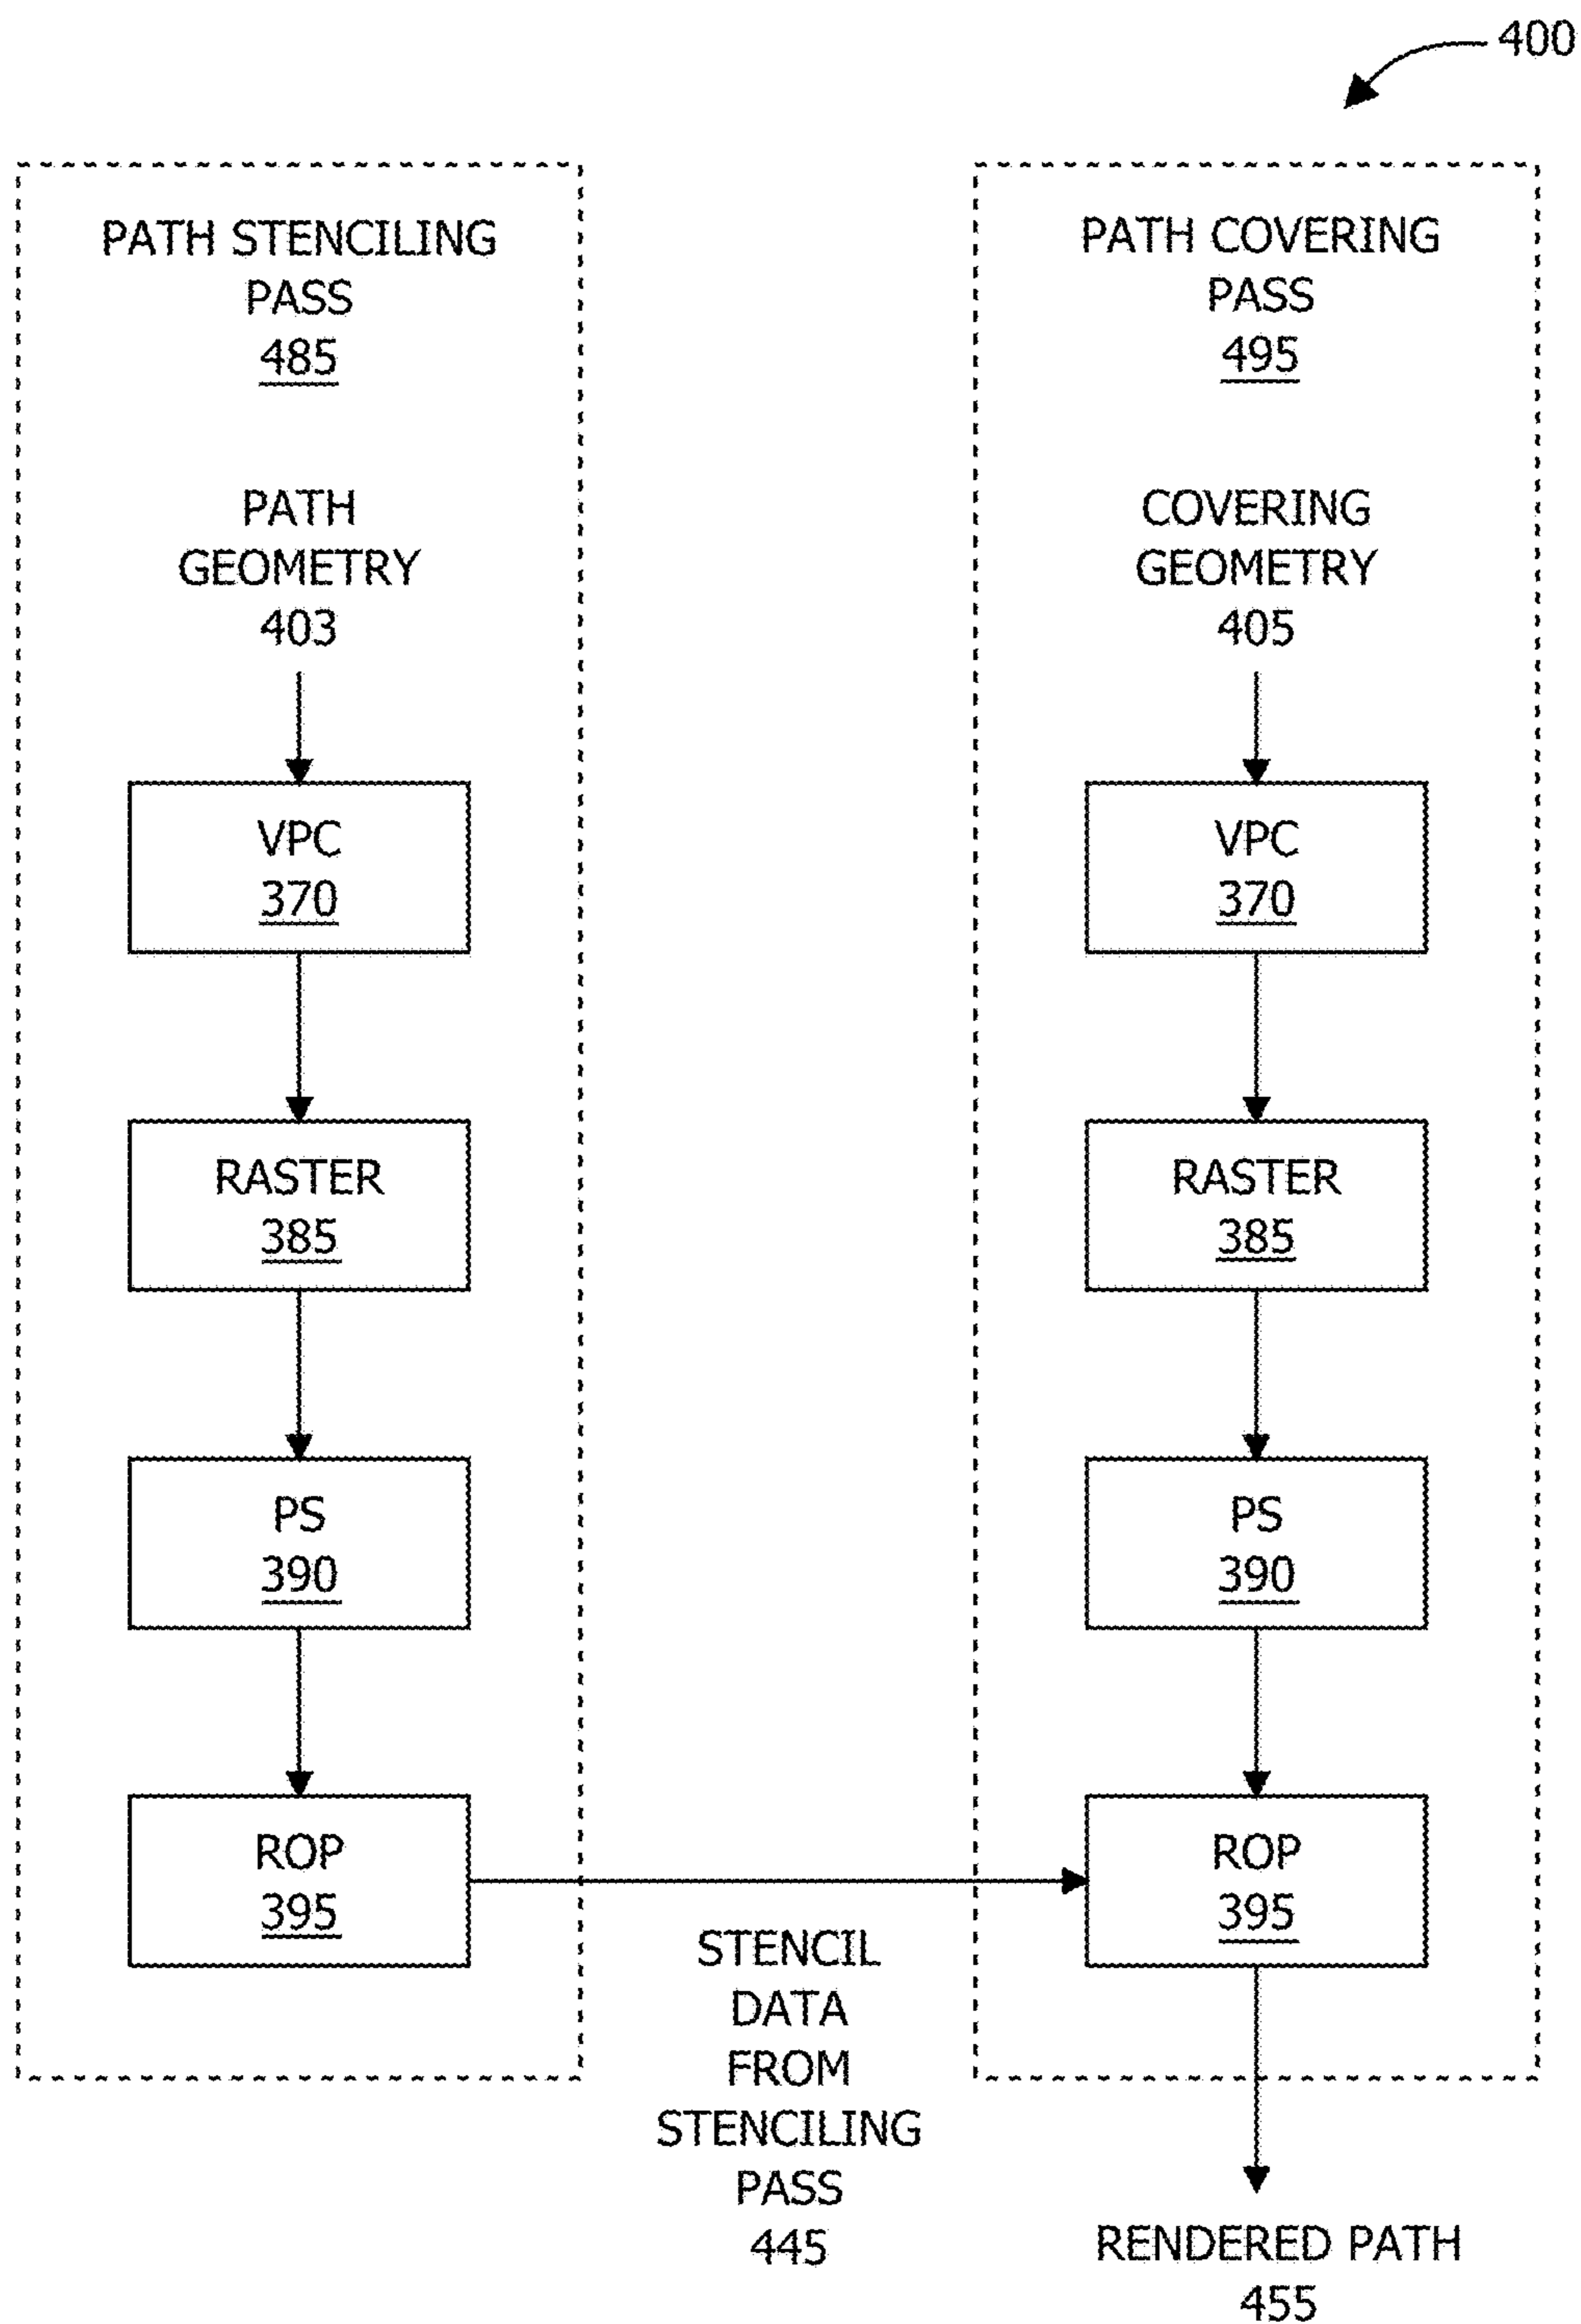 400
PATH STENCILING
PASS
485
PATH
GEOMETRY
403
VPC
370
RASTER
385
PS
390
ROP
395
STENCIL
DATA
FROM
STENCILING
PASS
445
PATH COVERING
PASS
495
COVERING
GEOMETRY
405
VPC
370
RASTER
385
PS
390
ROP
395
RENDERED PATH
455